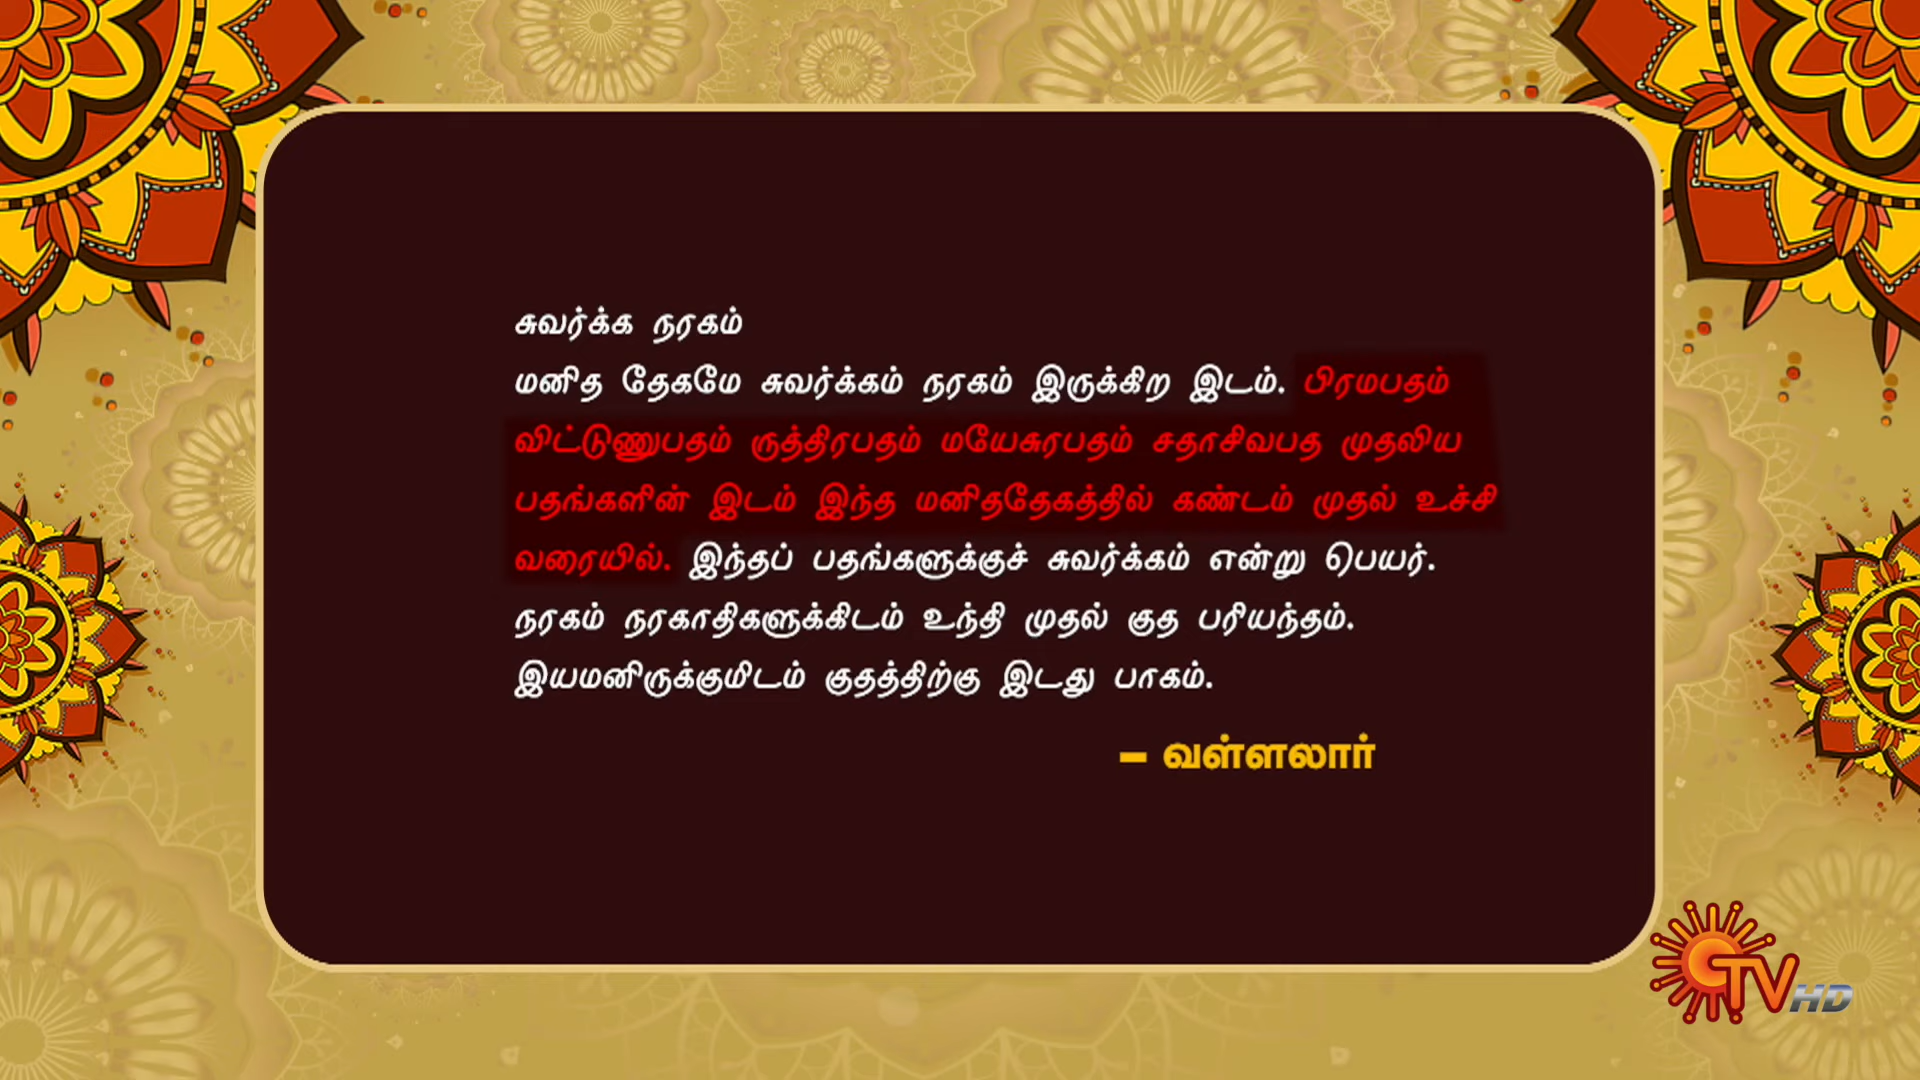 சுவர்க்க நரகம்
மனித தேகமே சுவர்க்கம் நரகம் இருக்கிற இடம். பிரமபதம்
விட்டுணுபதம் ருத்திரபதம் மயேசுரபதம் சதாசிவபத முதலிய
பதங்களின் இடம் இந்த மனிததேகத்தில் கண்டம் முதல் உச்சி
வரையில். இந்தப் பதங்களுக்குச் சுவர்க்கம் என்று பெயர்.
நரகம் நரகாதிகளுக்கிடம் உந்தி முதல் குத பரியந்தம்.
இயமனிருக்குமிடம் குதத்திற்கு இடது பாகம்.
– வள்ளலார்
TV HD